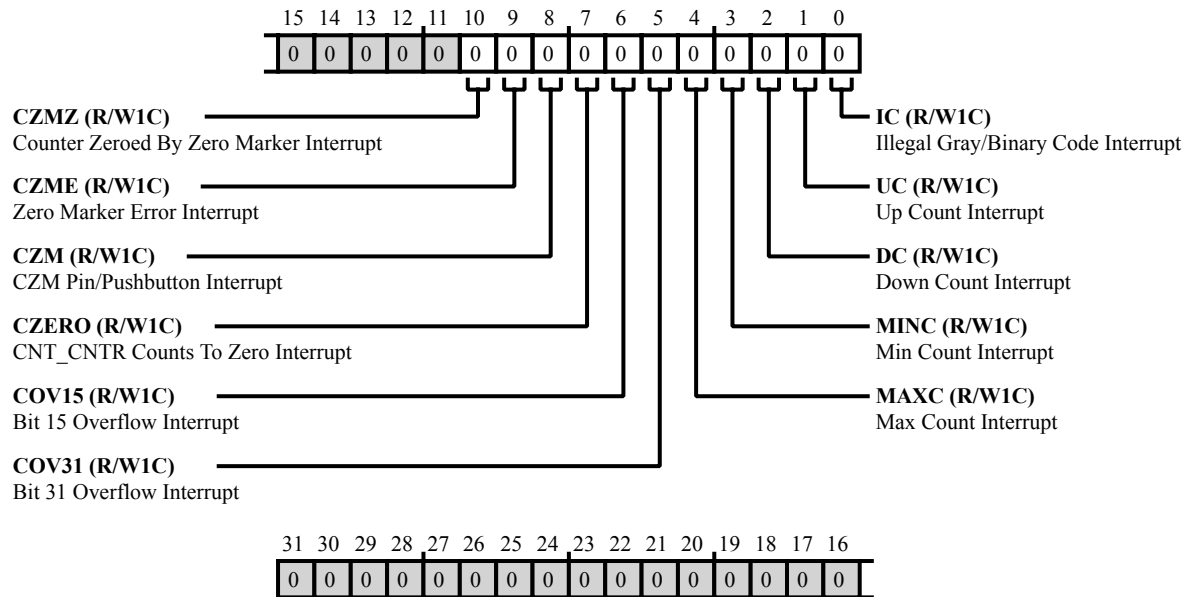 15 14 13 12 11 10 9 8 7 6 5 4 3 2 1 0
0 0 0 0 0 0 0 0 0 0 0 0 0 0 0 0
CZMZ (R/W1C)
Counter Zeroed By Zero Marker Interrupt
CZME (R/W1C)
Zero Marker Error Interrupt
CZM (R/W1C)
CZM Pin/Pushbutton Interrupt
CZERO (R/W1C)
CNT_CNTR Counts To Zero Interrupt
COV15 (R/W1C)
Bit 15 Overflow Interrupt
COV31 (R/W1C)
Bit 31 Overflow Interrupt
IC (R/W1C)
Illegal Gray/Binary Code Interrupt
UC (R/W1C)
Up Count Interrupt
DC (R/W1C)
Down Count Interrupt
MINC (R/W1C)
Min Count Interrupt
MAXC (R/W1C)
Max Count Interrupt
31 30 29 28 27 26 25 24 23 22 21 20 19 18 17 16
0 0 0 0 0 0 0 0 0 0 0 0 0 0 0 0